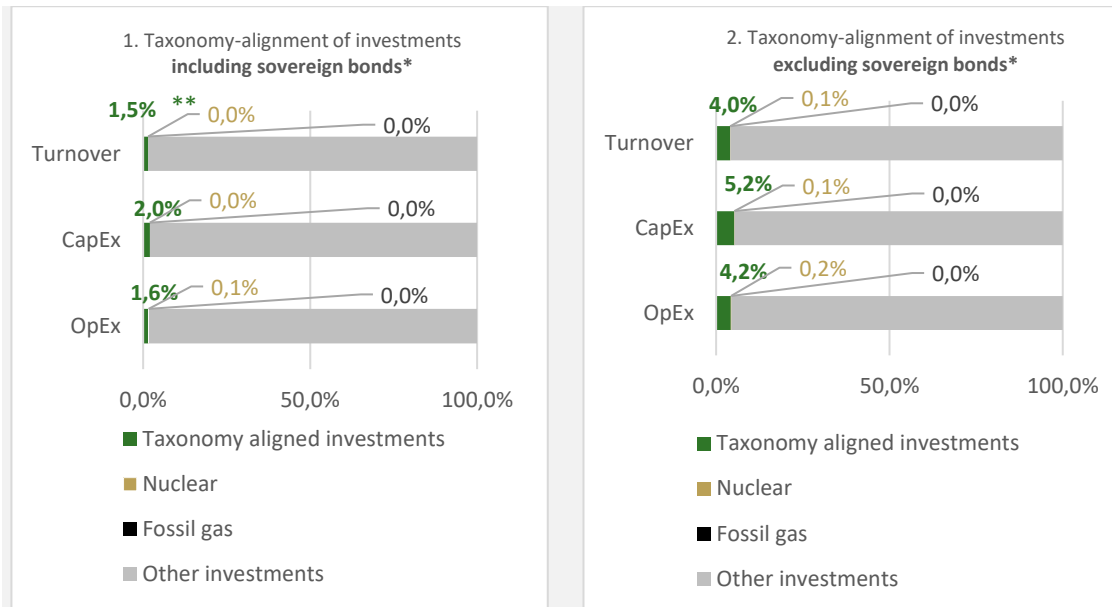 1. Taxonomy-alignment of investments
including sovereign bonds*
1,5% ** 0,0%
0,0%
Turnover
2,0% 0,0%
0,0%
CapEx
1,6% 0,1%
0,0%
OpEx
0,0% 50,0% 100,0%
Taxonomy aligned investments
Nuclear
Fossil gas
Other investments
2. Taxonomy-alignment of investments
excluding sovereign bonds*
4,0% 0,1% 0,0%
Turnover
5,2% 0,1% 0,0%
CapEx
4,2% 0,2% 0,0%
OpEx
0,0% 50,0% 100,0%
Taxonomy aligned investments
Nuclear
Fossil gas
Other investments